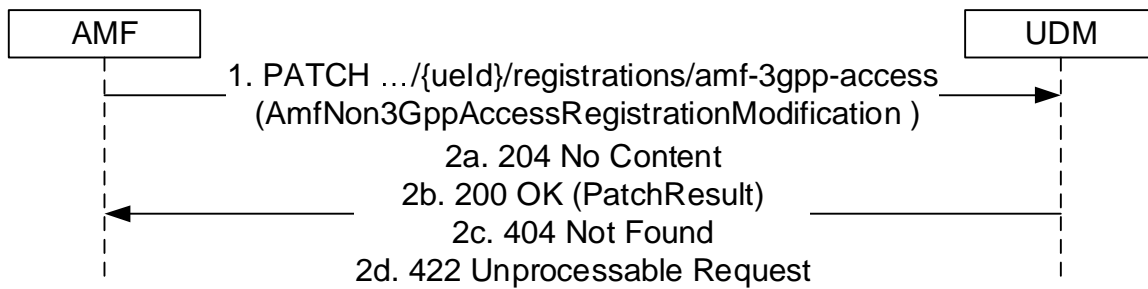 AMF
UDM
1. PATCH …/{ueId}/registrations/amf-3gpp-access
(AmfNon3GppAccessRegistrationModification )
2a. 204 No Content
2b. 200 OK (PatchResult)
2c. 404 Not Found
2d. 422 Unprocessable Request